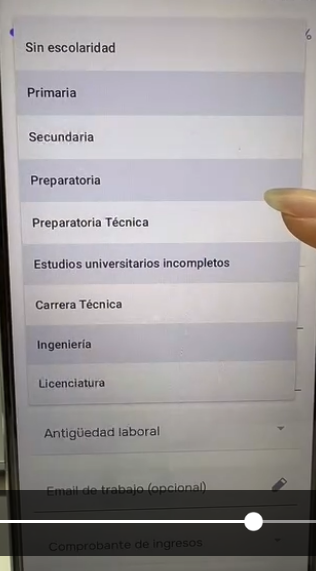 Sin escolaridad
Primaria
Secundaria
Preparatoria
Preparatoria Técnica
Estudios universitarios incompletos
Carrera Técnica
Ingeniería
Licenciatura
Antigüedad laboral
Email de trabajo (opcional)
Comprobante de ingresos